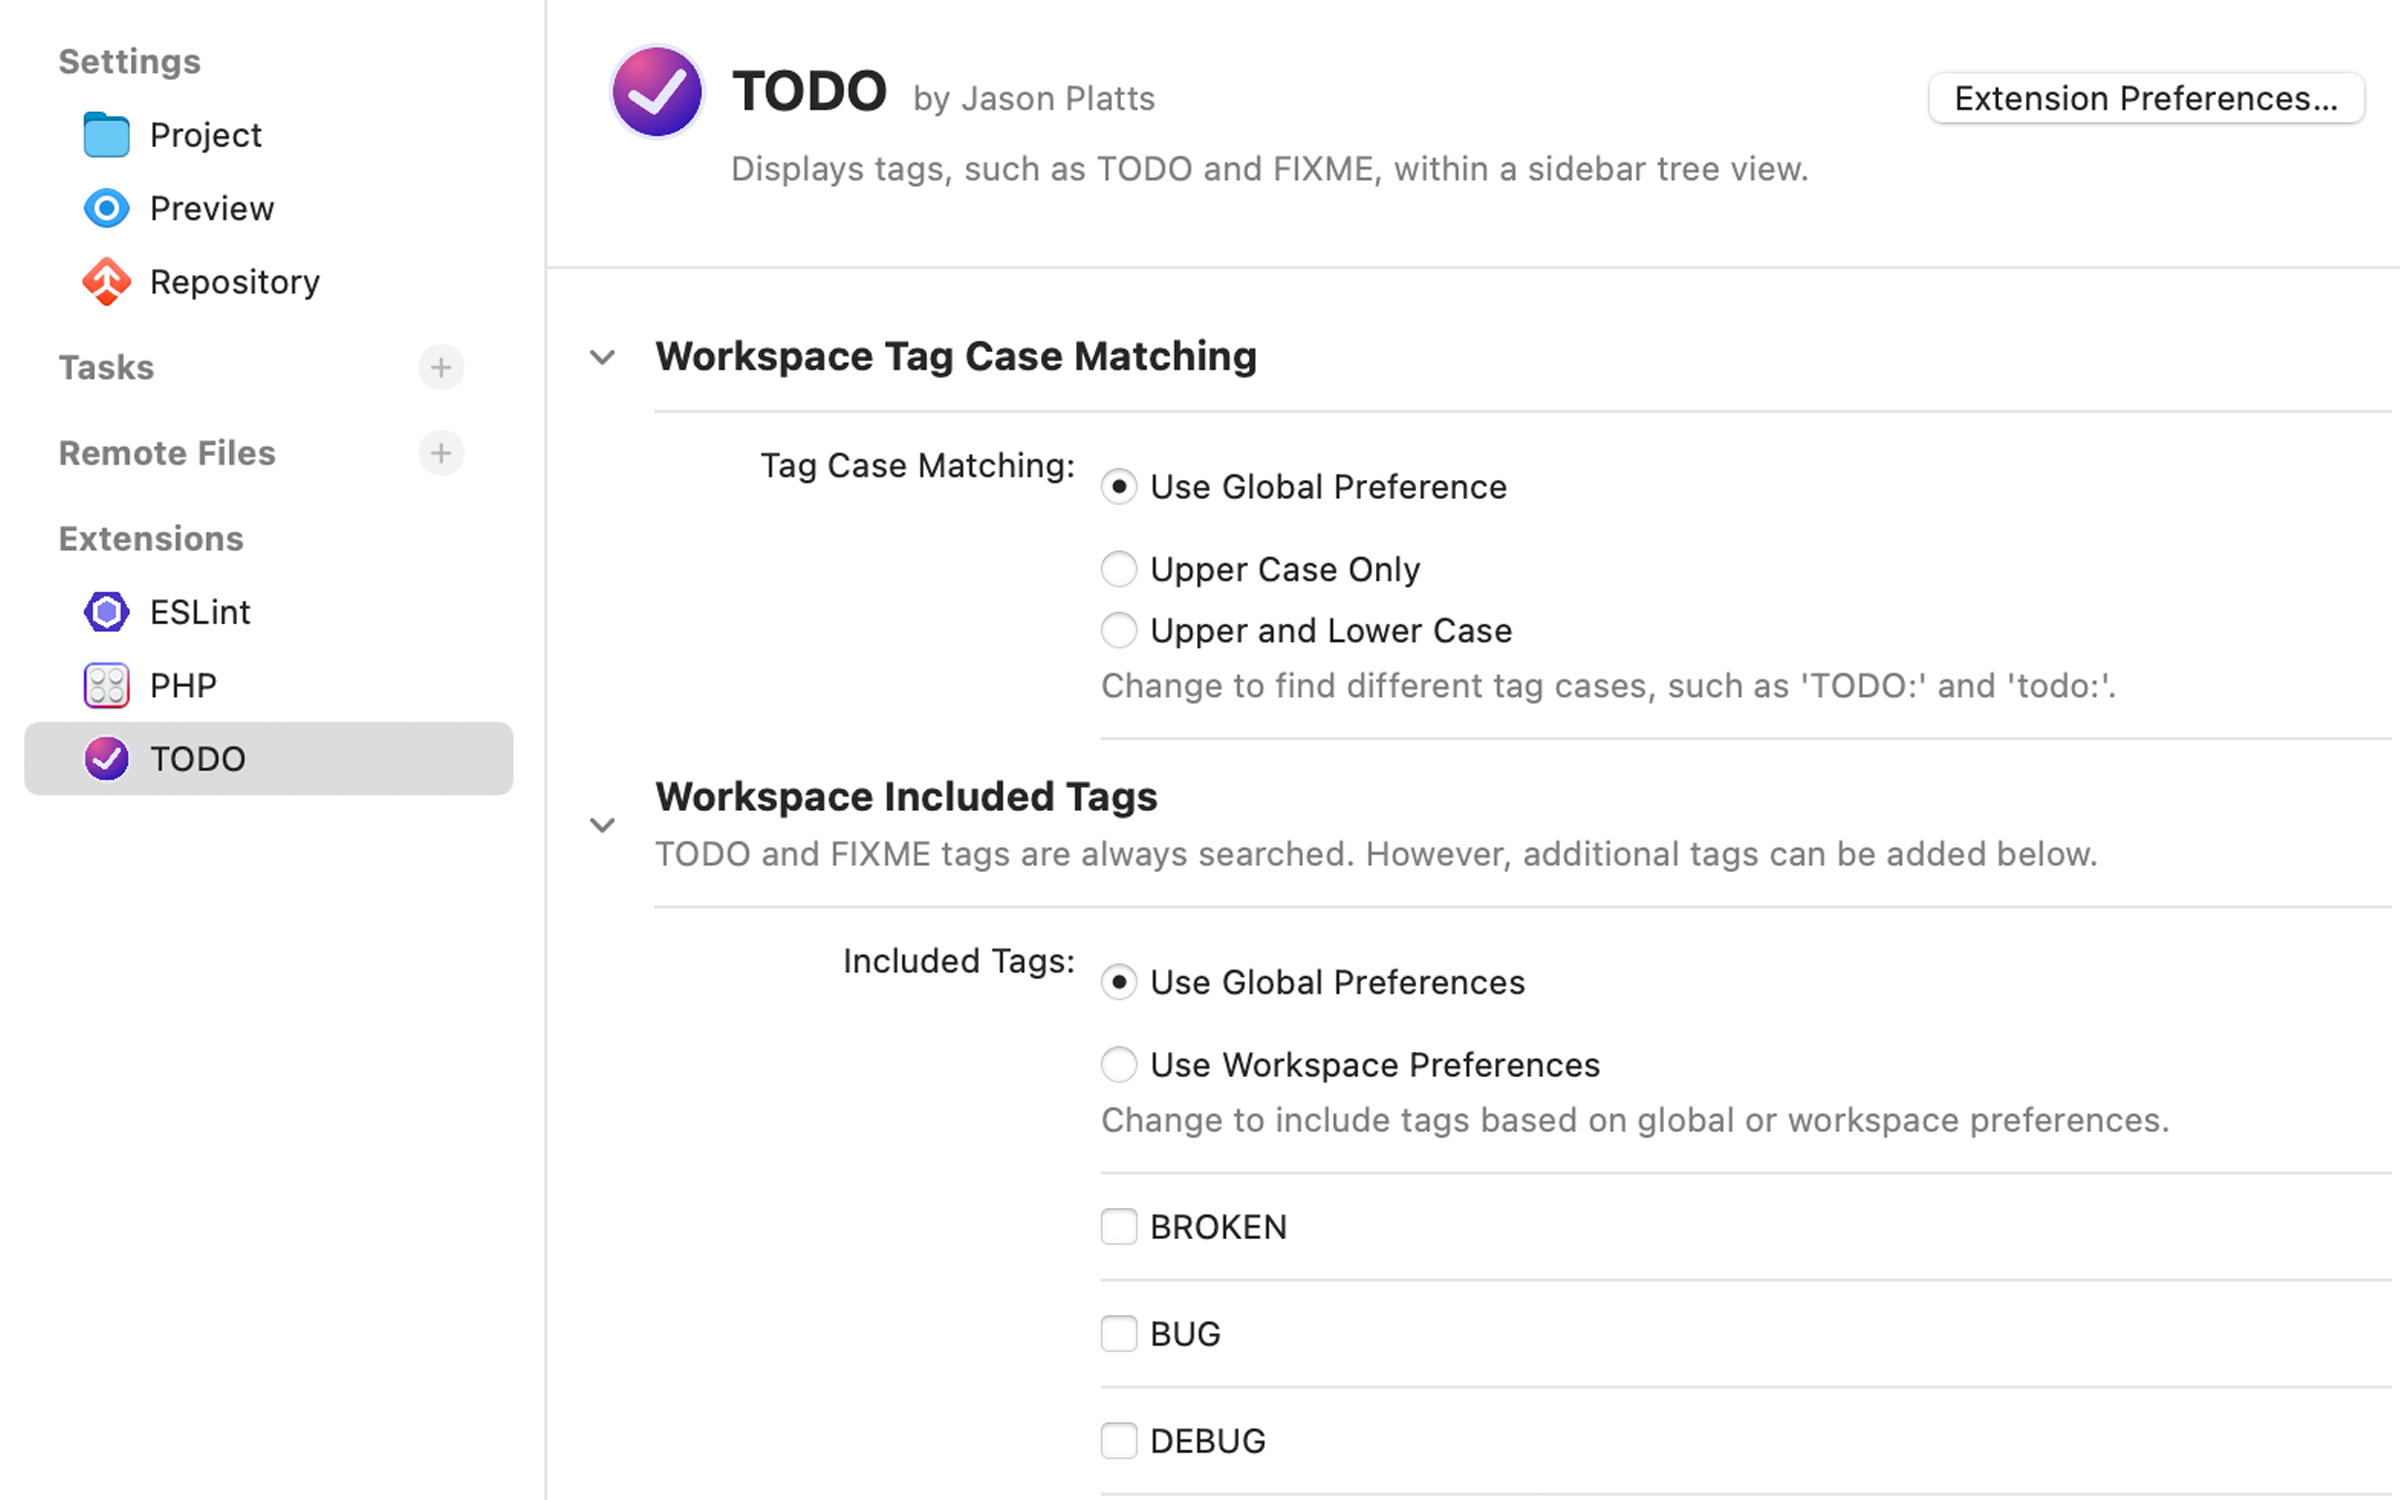 Settings
Project
Preview
Repository
Tasks
Remote Files
Extensions
ESLint
PHP
TODO
TODO by Jason Platts
Extension Preferences...
Displays tags, such as TODO and FIXME, within a sidebar tree view.
Workspace Tag Case Matching
Tag Case Matching:
Use Global Preference
Upper Case Only
Upper and Lower Case
Change to find different tag cases, such as 'TODO:' and 'todo:'.
Workspace Included Tags
TODO and FIXME tags are always searched. However, additional tags can be added below.
Included Tags:
Use Global Preferences
Use Workspace Preferences
Change to include tags based on global or workspace preferences.
BROKEN
BUG
DEBUG